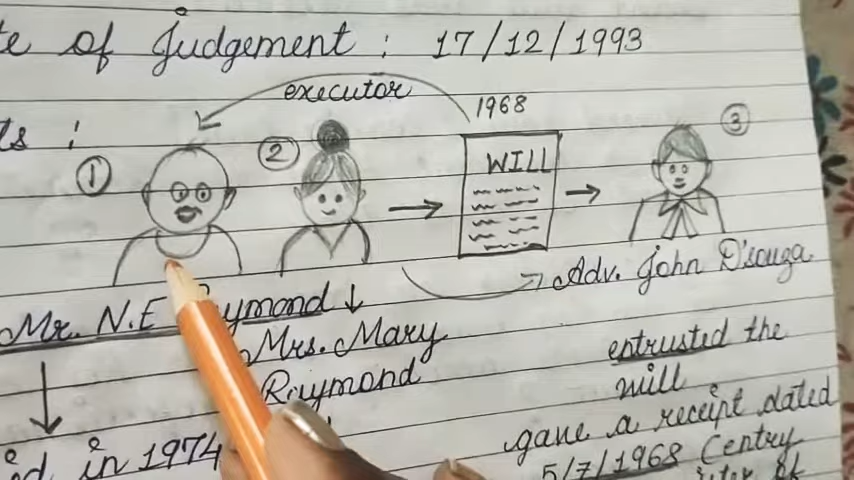 of Judgement : 17/12/1993
executor
1968
:
① ② ③
WILL
Adv. John D'souza
Mr. N.E
Mrs. Mary
Raymond
entrusted the
will
gave a receipt dated
in 1974
5/7/1968 Centry